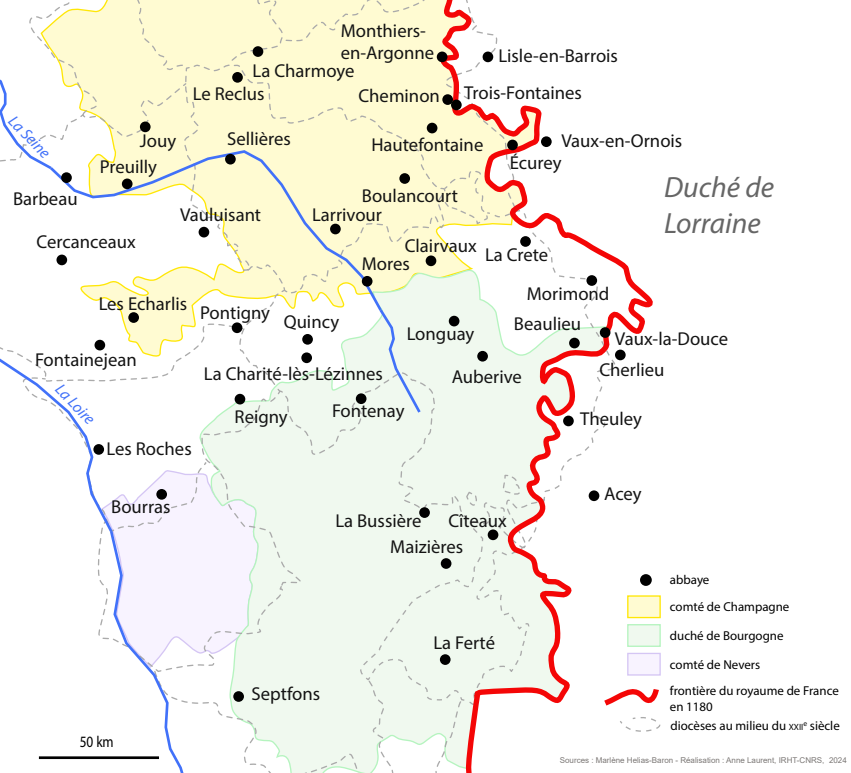 Monthiers-
en-Argonne
Lisle-en-Barrois
La Charmoye
Le Reclus
Cheminon
Trois-Fontaines
La Seine
Jouy
Sellières
Hautefontaine
Vaux-en-Ornois
Écurey
Preuilly
Barbeau
Boulancourt
Duché de
Lorraine
Vauluisant
Larrivour
Cercanceaux
Clairvaux
La Crete
Mores
Morimond
Les Echarlis
Pontigny
Quincy
Longuay
Beaulieu
Vaux-la-Douce
Fontainejean
La Charité-lès-Lézinnes
Auberive
Cherlieu
La Loire
Reigny
Fontenay
Theuley
Les Roches
Bourras
Acey
La Bussière
Cîteaux
Maizières
La Ferté
Septfons
abbaye
comté de Champagne
duché de Bourgogne
comté de Nevers
frontière du royaume de France
en 1180
diocèses au milieu du XXIIᵉ siècle
50 km
Sources : Marlène Helias-Baron - Réalisation : Anne Laurent, IRHT-CNRS, 2024